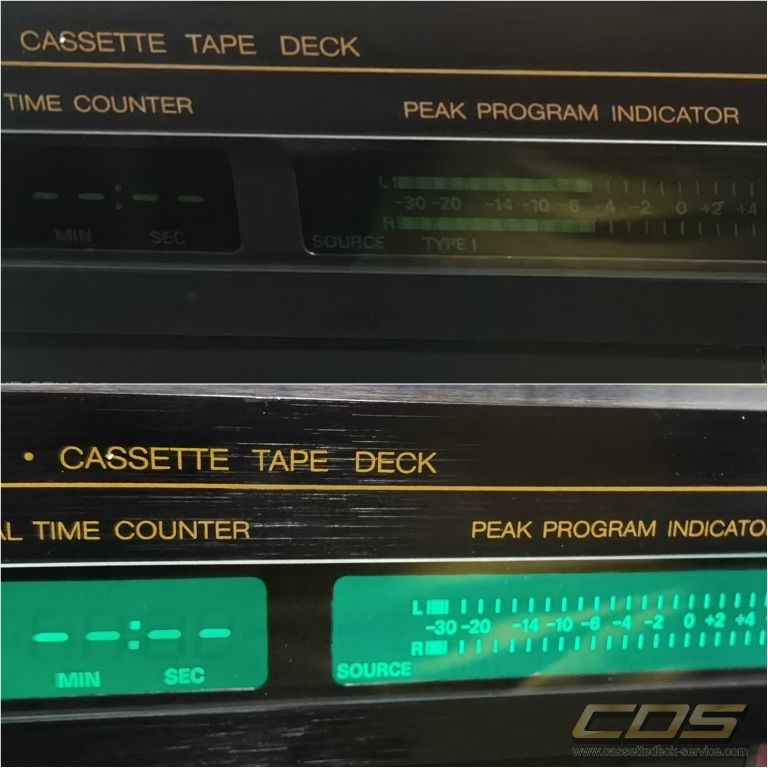 CASSETTE TAPE DECK
TIME COUNTER PEAK PROGRAM INDICATOR
L
-- : -- -30 -20 -14 -10 -6 -4 -2 0 +2 +4
R
MIN SEC SOURCE TYPE I
• CASSETTE TAPE DECK
AL TIME COUNTER PEAK PROGRAM INDICATO
L
-- : -- -30 -20 -14 -10 -6 -4 -2 0 +2 +4
R
MIN SEC SOURCE
CDS
www.cassettedeck-service.com